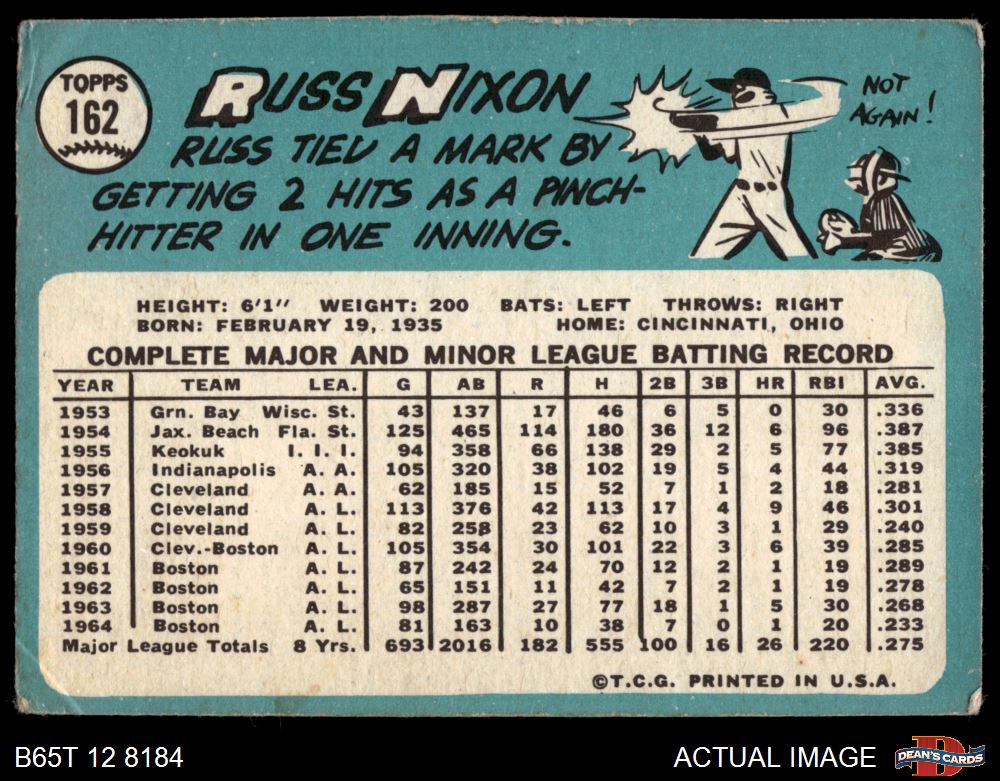 TOPPS
162
RUSS NIXON
NOT
AGAIN!
RUSS TIED A MARK BY
GETTING 2 HITS AS A PINCH-
HITTER IN ONE INNING.
HEIGHT: 6'1" WEIGHT: 200 BATS: LEFT THROWS: RIGHT
BORN: FEBRUARY 19, 1935 HOME: CINCINNATI, OHIO
COMPLETE MAJOR AND MINOR LEAGUE BATTING RECORD
YEAR TEAM LEA. G AB R H 2B 3B HR RBI AVG.
1953 Grn. Bay Wisc. St. 43 137 17 46 6 5 0 30 .336
1954 Jax. Beach Fla. St. 125 465 114 180 36 12 6 96 .387
1955 Keokuk I. I. I. 94 358 66 138 29 2 5 77 .385
1956 Indianapolis A. A. 105 320 38 102 19 5 4 44 .319
1957 Cleveland A. A. 62 185 15 52 7 1 2 18 .281
1958 Cleveland A. L. 113 376 42 113 17 4 9 46 .301
1959 Cleveland A. L. 82 258 23 62 10 3 1 29 .240
1960 Clev.-Boston A. L. 105 354 30 101 22 3 6 39 .285
1961 Boston A. L. 87 242 24 70 12 2 1 19 .289
1962 Boston A. L. 65 151 11 42 7 2 1 19 .278
1963 Boston A. L. 98 287 27 77 18 1 5 30 .268
1964 Boston A. L. 81 163 10 38 7 0 1 20 .233
Major League Totals 8 Yrs. 693 2016 182 555 100 16 26 220 .275
©T.C.G. PRINTED IN U.S.A.
B65T 12 8184 ACTUAL IMAGE DEAN'S CARDS